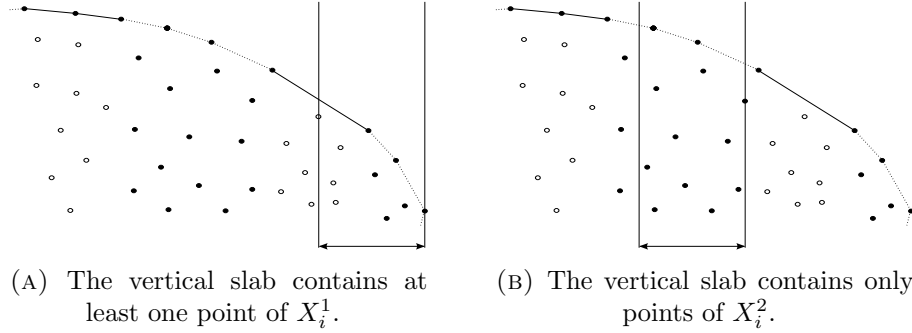 (A) The vertical slab contains at
least one point of $X_i^1$.
(B) The vertical slab contains only
points of $X_i^2$.